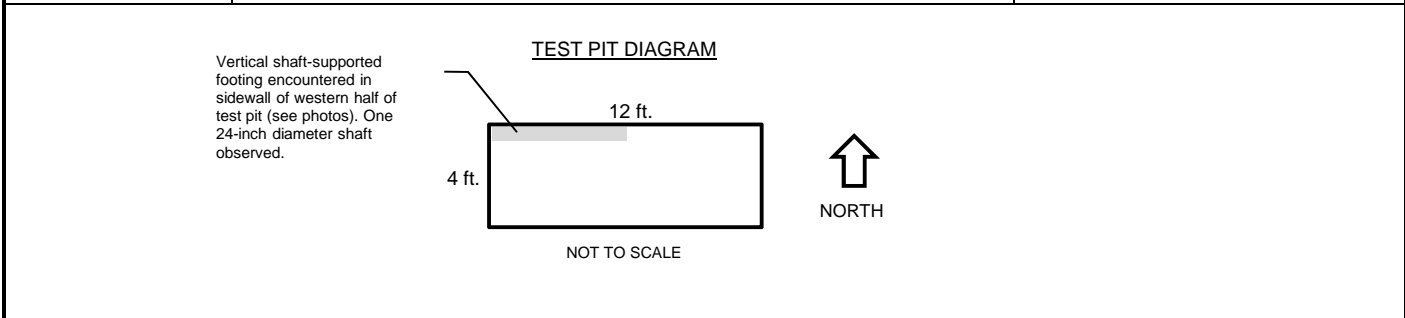 TEST PIT DIAGRAM
Vertical shaft-supported
footing encountered in
sidewall of western half of
test pit (see photos). One
24-inch diameter shaft
observed.
12 ft.
4 ft.
NORTH
NOT TO SCALE